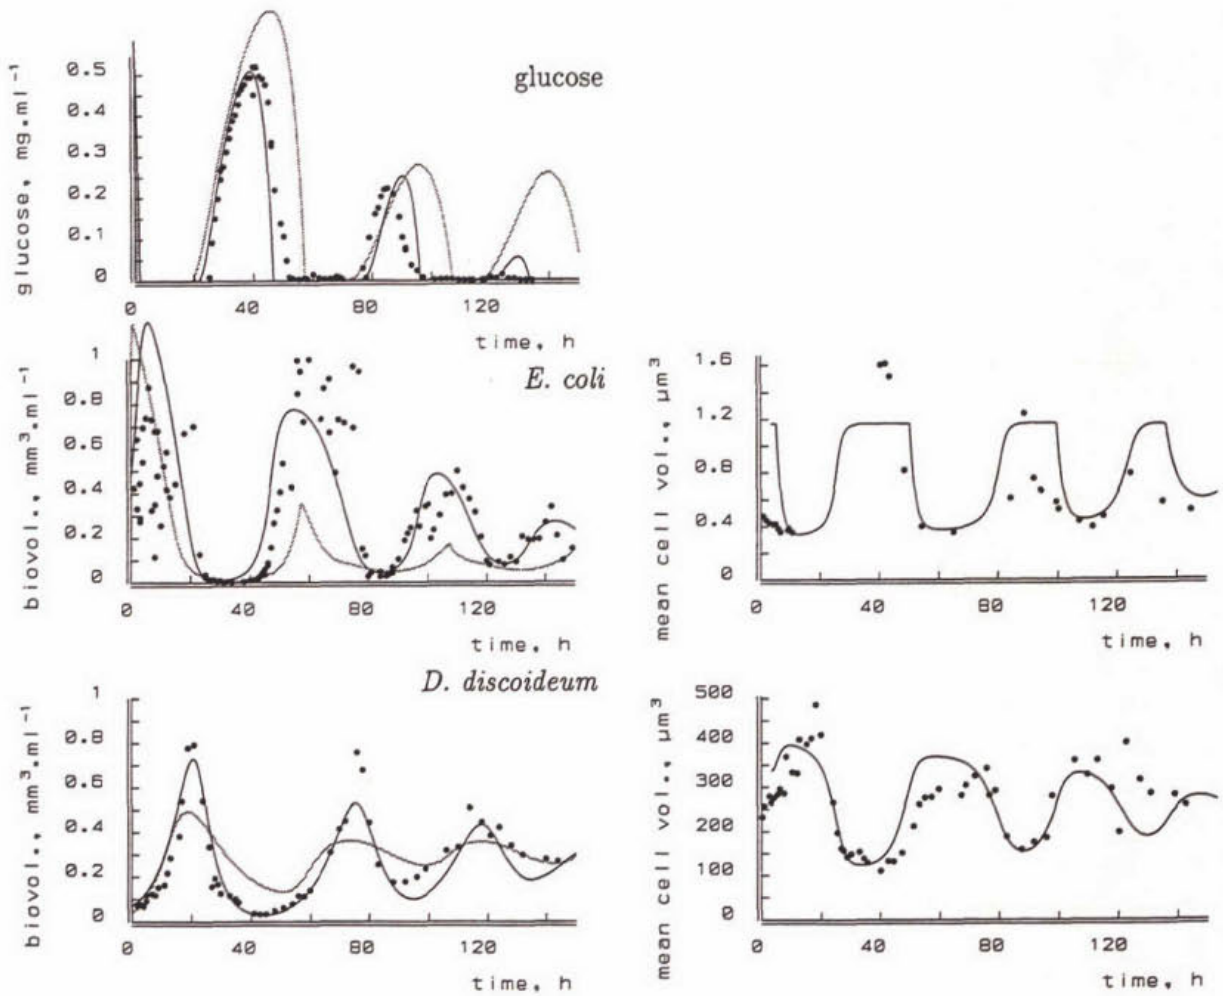 glucose
glucose, mg.ml⁻¹
0.5
0.4
0.3
0.2
0.1
0
0 40 80 120
time, h
E. coli
biovol., mm³.ml⁻¹
1
0.8
0.6
0.4
0.2
0
0 40 80 120
time, h
mean cell vol., µm³
1.6
1.2
0.8
0.4
0
0 40 80 120
time, h
D. discoideum
biovol., mm³.ml⁻¹
1
0.8
0.6
0.4
0.2
0
0 40 80 120
time, h
mean cell vol., µm³
500
400
300
200
100
0
0 40 80 120
time, h